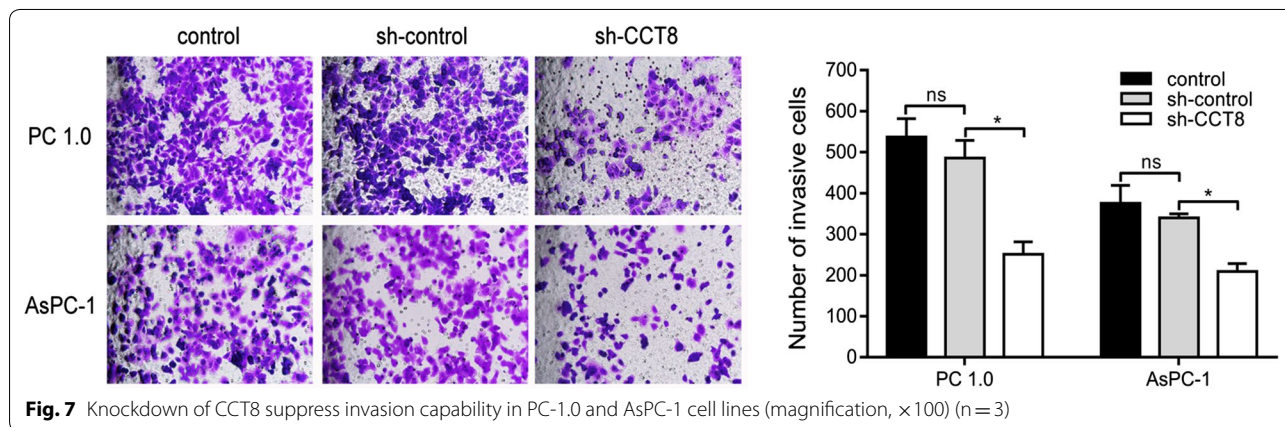 control sh-control sh-CCT8
PC 1.0
AsPC-1
Number of invasive cells
700
600
500
400
300
200
100
0
ns
*
ns
*
control
sh-control
sh-CCT8
PC 1.0 AsPC-1
Fig. 7 Knockdown of CCT8 suppress invasion capability in PC-1.0 and AsPC-1 cell lines (magnification, ×100) (n = 3)